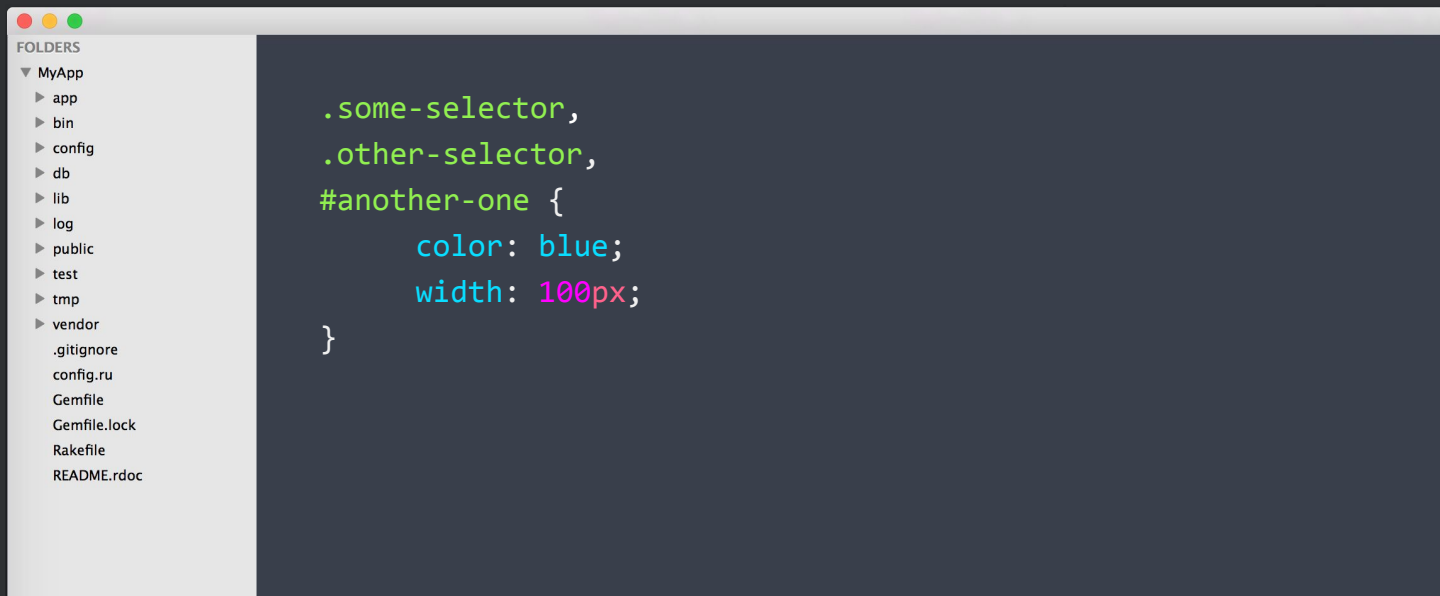 FOLDERS
MyApp
app
bin
config
db
lib
log
public
test
tmp
vendor
.gitignore
config.ru
Gemfile
Gemfile.lock
Rakefile
README.rdoc
.some-selector,
.other-selector,
#another-one {
color: blue;
width: 100px;
}